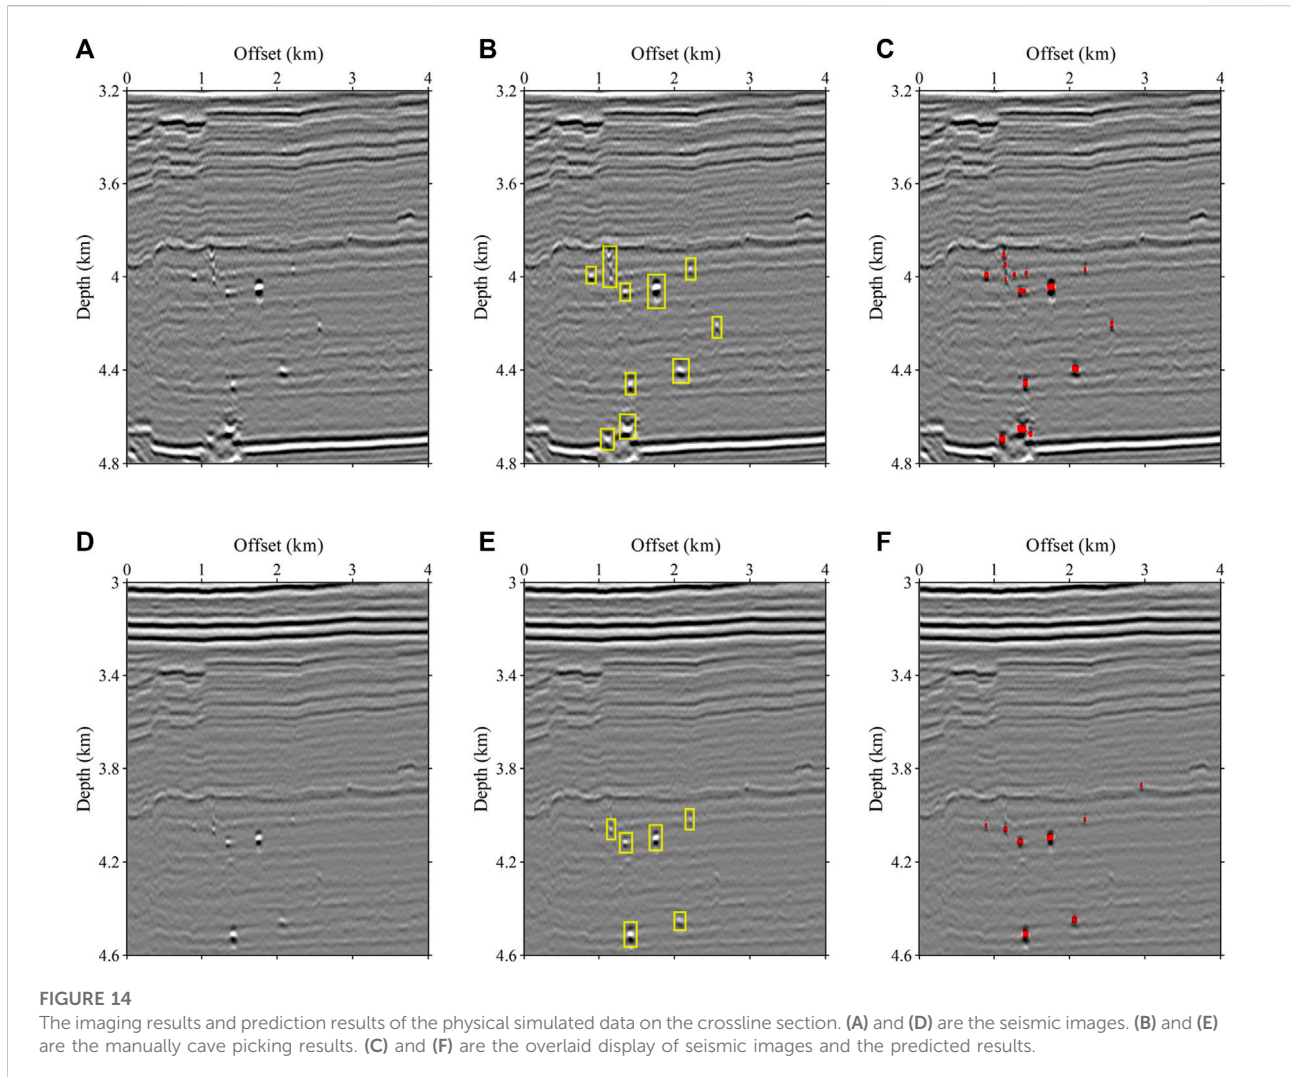 A
Offset (km)
0 1 2 3 4
3.2
3.6
4
4.4
4.8
Depth (km)
B
Offset (km)
0 1 2 3 4
3.2
3.6
4
4.4
4.8
Depth (km)
C
Offset (km)
0 1 2 3 4
3.2
3.6
4
4.4
4.8
Depth (km)
D
Offset (km)
0 1 2 3 4
3
3.4
3.8
4.2
4.6
Depth (km)
E
Offset (km)
0 1 2 3 4
3
3.4
3.8
4.2
4.6
Depth (km)
F
Offset (km)
0 1 2 3 4
3
3.4
3.8
4.2
4.6
Depth (km)
FIGURE 14
The imaging results and prediction results of the physical simulated data on the crossline section. (A) and (D) are the seismic images. (B) and (E)
are the manually cave picking results. (C) and (F) are the overlaid display of seismic images and the predicted results.